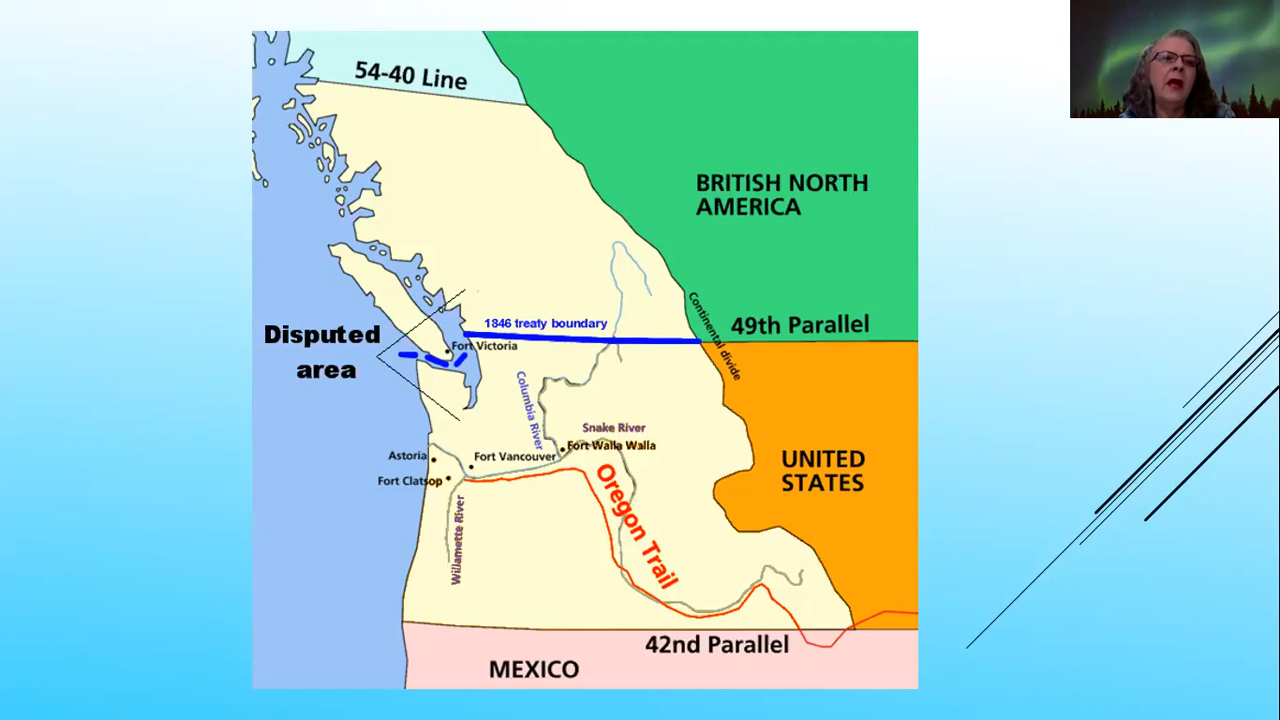 54-40 Line
BRITISH NORTH
AMERICA
Continental divide
49th Parallel
1846 treaty boundary
Disputed
area
Fort Victoria
Columbia River
Snake River
Fort Walla Walla
Astoria
Fort Vancouver
Fort Clatsop
Willamette River
Oregon Trail
UNITED
STATES
42nd Parallel
MEXICO